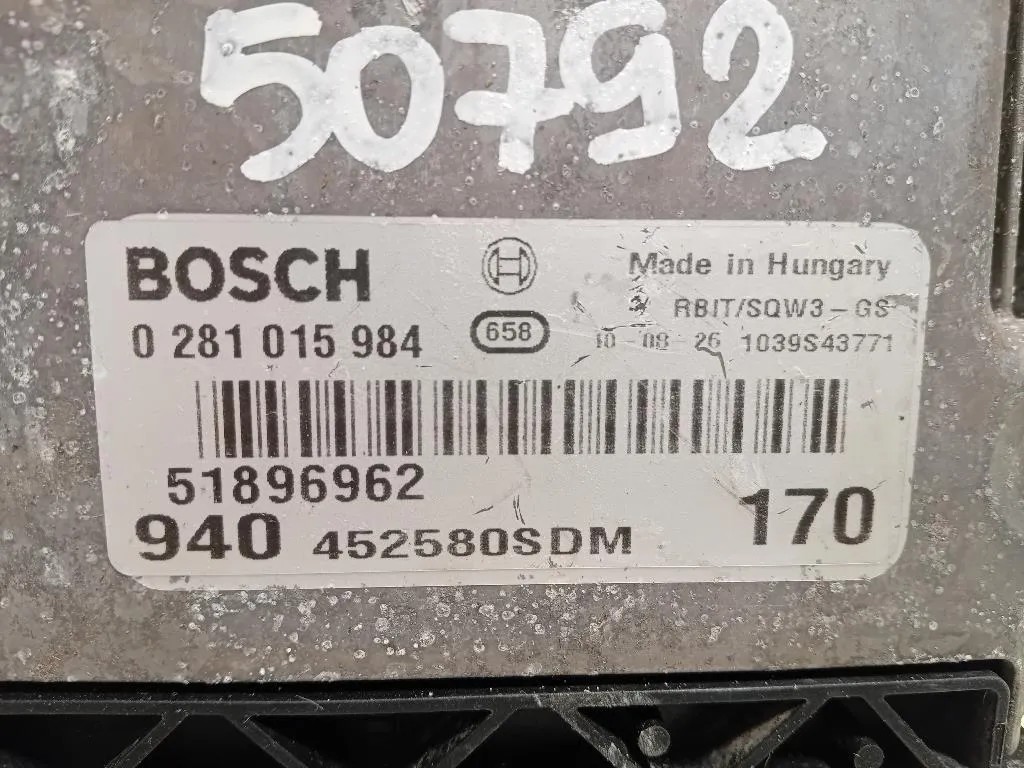 50792
BOSCH
Made in Hungary
RBIT/SQW3-GS
0 281 015 984
658
10-08-26 1039S43771
51896962
940 452580SDM
170